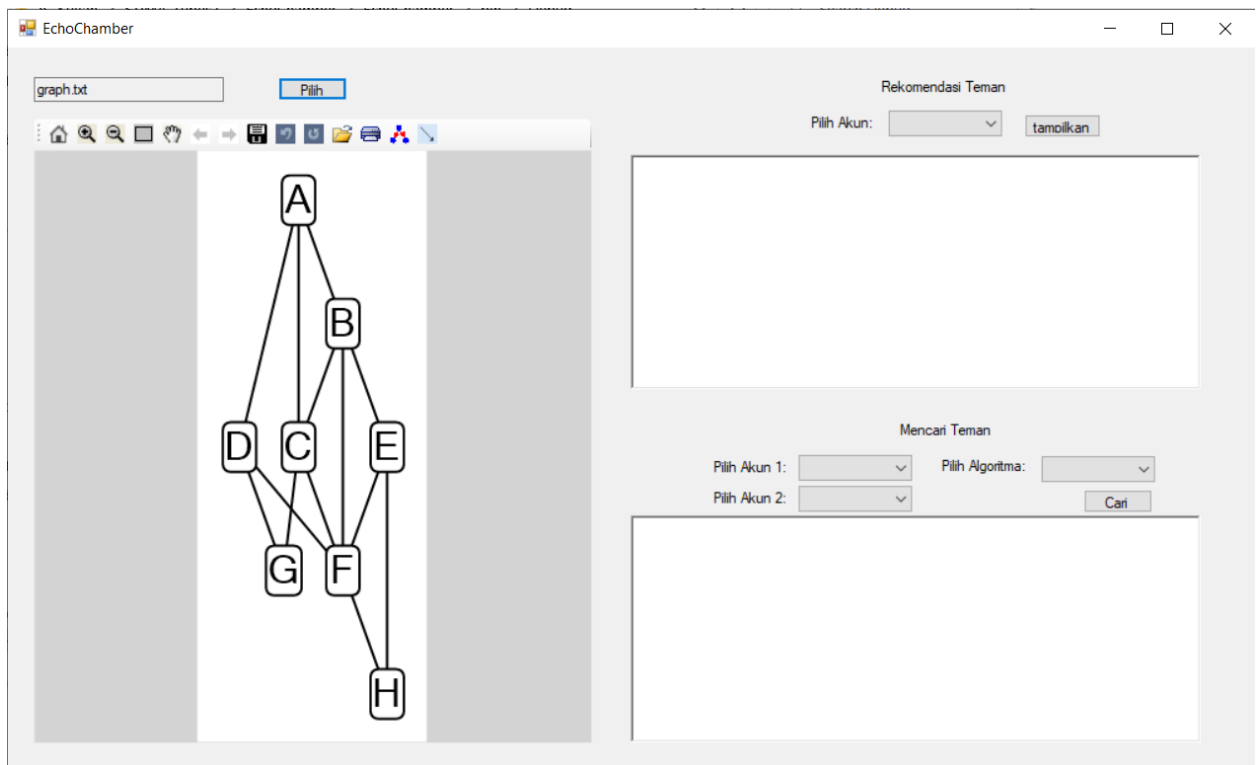 EchoChamber
graph.txt
Pilih
A
B
D
C
E
G
F
H
Rekomendasi Teman
Pilih Akun:
tampilkan
Mencari Teman
Pilih Akun 1:
Pilih Algoritma:
Pilih Akun 2:
Cari